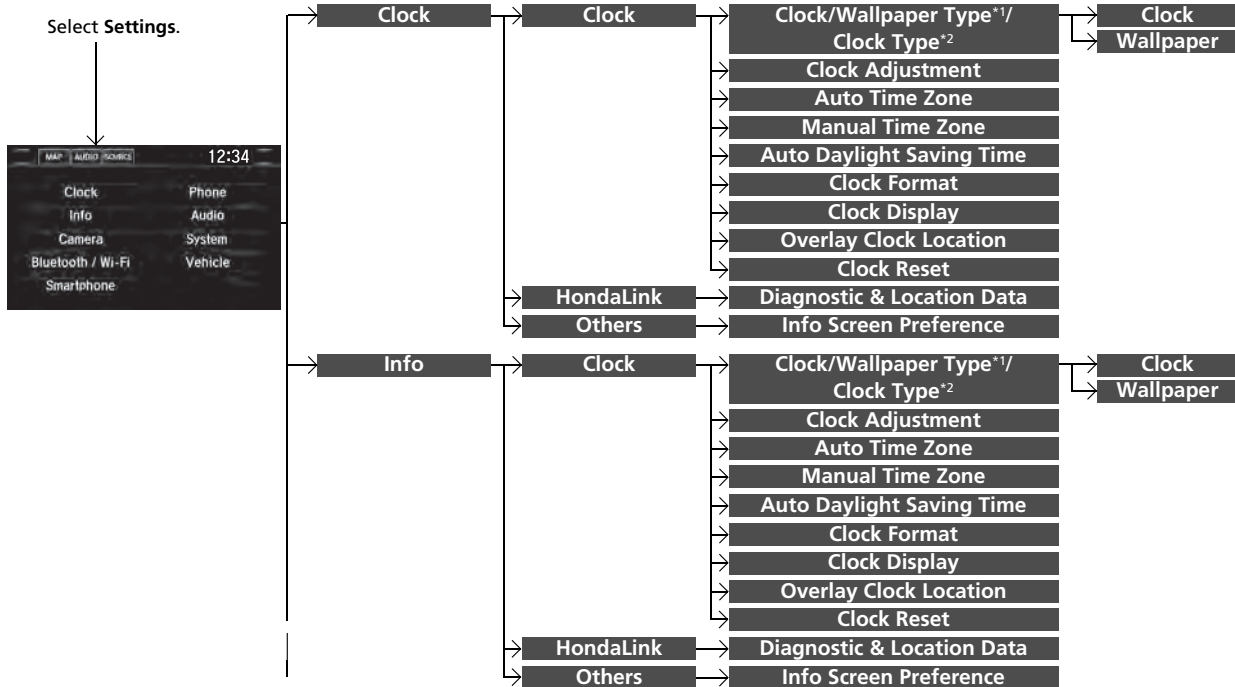 Select Settings.
MAP AUDIO SOURCE 12:34
Clock Phone
Info Audio
Camera System
Bluetooth / Wi-Fi Vehicle
Smartphone
Clock
Clock
Clock/Wallpaper Type*1/
Clock Type*2
Clock
Wallpaper
Clock Adjustment
Auto Time Zone
Manual Time Zone
Auto Daylight Saving Time
Clock Format
Clock Display
Overlay Clock Location
Clock Reset
HondaLink
Diagnostic & Location Data
Others
Info Screen Preference
Info
Clock
Clock/Wallpaper Type*1/
Clock Type*2
Clock
Wallpaper
Clock Adjustment
Auto Time Zone
Manual Time Zone
Auto Daylight Saving Time
Clock Format
Clock Display
Overlay Clock Location
Clock Reset
HondaLink
Diagnostic & Location Data
Others
Info Screen Preference